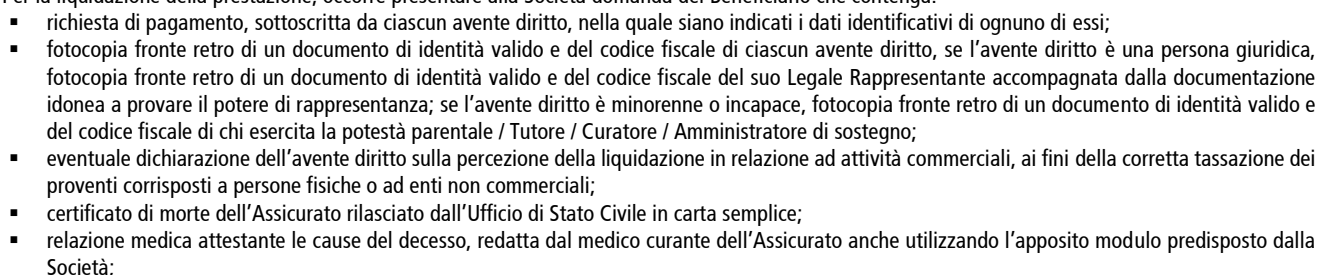 Per la liquidazione della prestazione, occorre presentare alla Società domanda del Beneficiario che contenga:
▪ richiesta di pagamento, sottoscritta da ciascun avente diritto, nella quale siano indicati i dati identificativi di ognuno di essi;
▪ fotocopia fronte retro di un documento di identità valido e del codice fiscale di ciascun avente diritto, se l’avente diritto è una persona giuridica,
fotocopia fronte retro di un documento di identità valido e del codice fiscale del suo Legale Rappresentante accompagnata dalla documentazione
idonea a provare il potere di rappresentanza; se l’avente diritto è minorenne o incapace, fotocopia fronte retro di un documento di identità valido e
del codice fiscale di chi esercita la potestà parentale / Tutore / Curatore / Amministratore di sostegno;
▪ eventuale dichiarazione dell’avente diritto sulla percezione della liquidazione in relazione ad attività commerciali, ai fini della corretta tassazione dei
proventi corrisposti a persone fisiche o ad enti non commerciali;
▪ certificato di morte dell’Assicurato rilasciato dall’Ufficio di Stato Civile in carta semplice;
▪ relazione medica attestante le cause del decesso, redatta dal medico curante dell’Assicurato anche utilizzando l’apposito modulo predisposto dalla
Società;